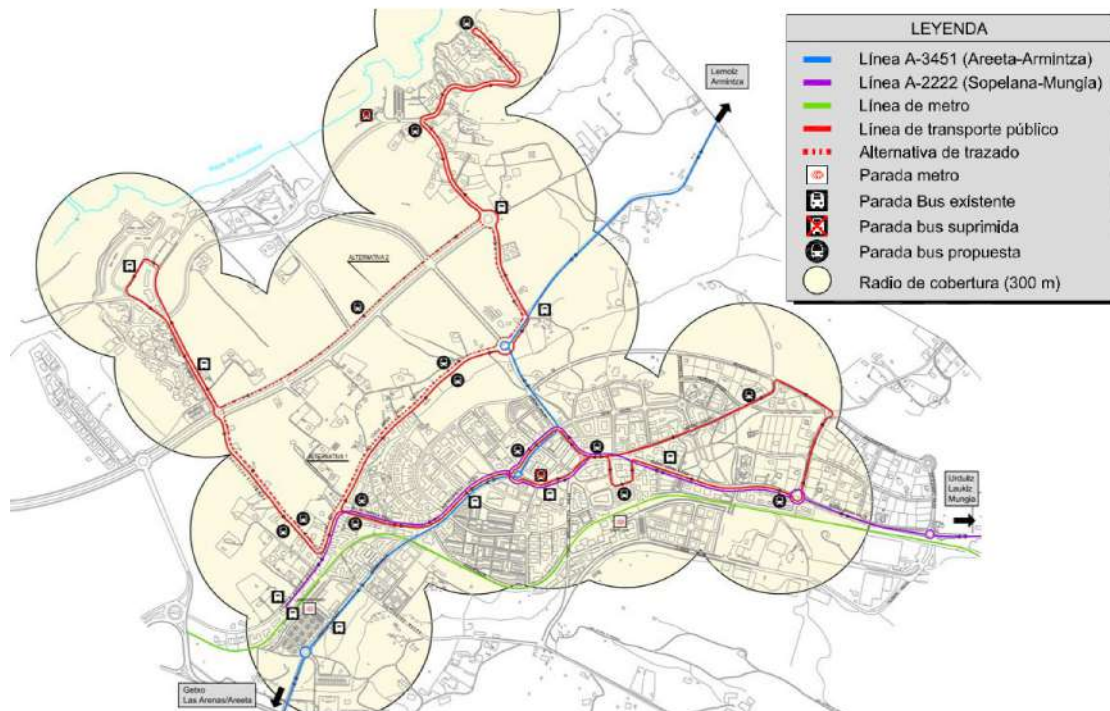 LEYENDA
Línea A-3451 (Areeta-Armintza)
Línea A-2222 (Sopelana-Mungia)
Línea de metro
Línea de transporte público
Alternativa de trazado
Parada metro
Parada Bus existente
Parada bus suprimida
Parada bus propuesta
Radio de cobertura (300 m)
Lemoiz
Armintza
ALTERNATIVA 2
ALTERNATIVA 1
Urduliz
Laukiz
Mungia
Getxo
Las Arenas/Areeta